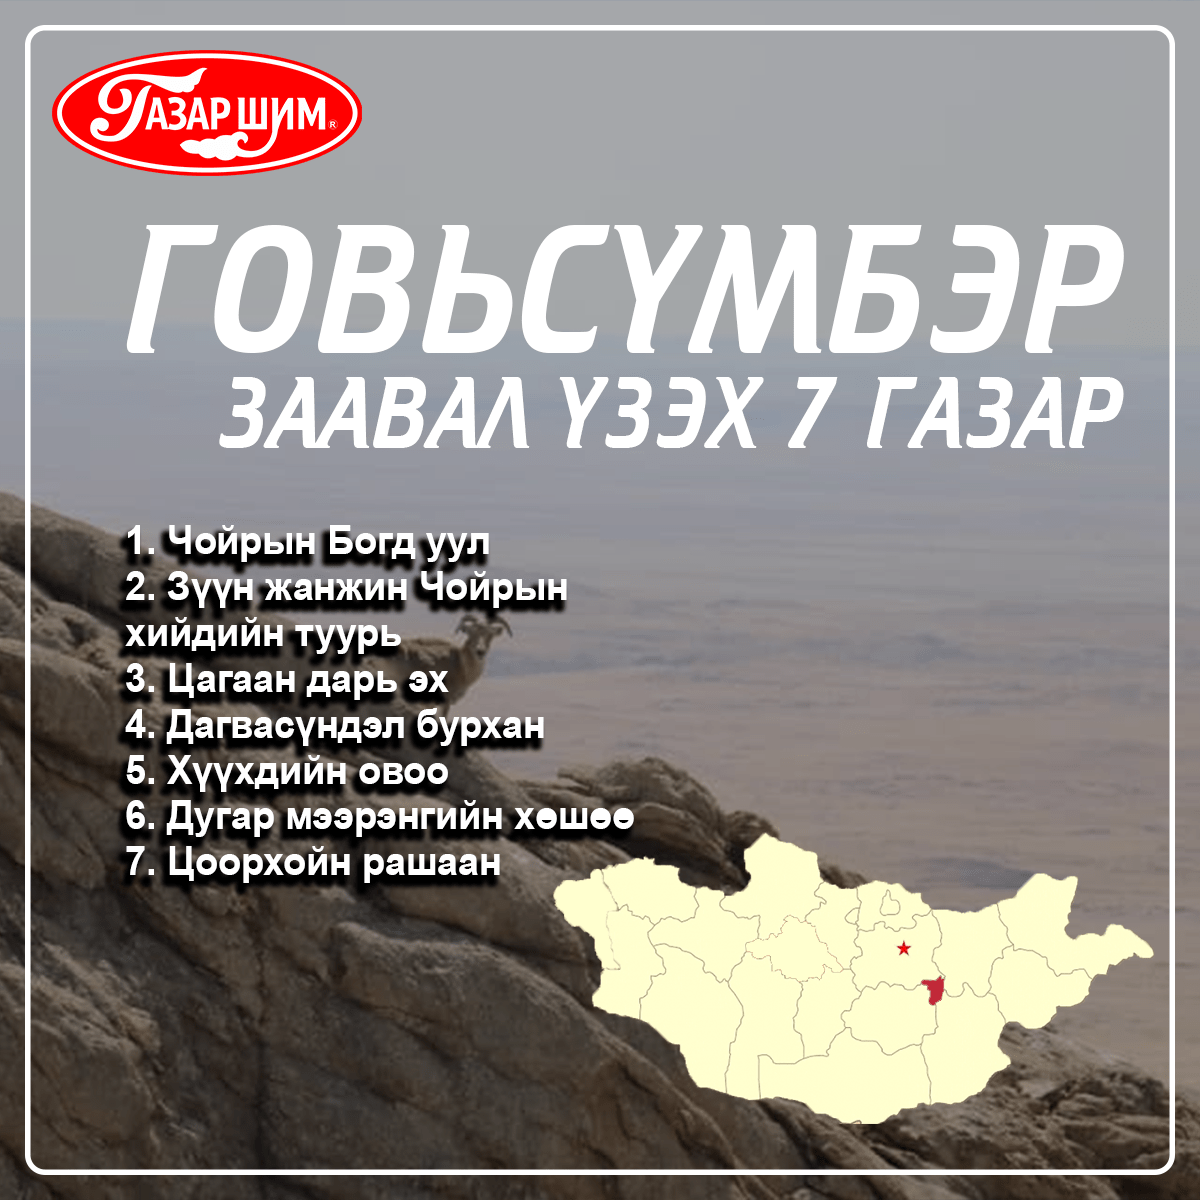 ГАЗАР ШИМ®
ГОВЬСҮМБЭР
ЗААВАЛ ҮЗЭХ 7 ГАЗАР
1. Чойрын Богд уул
2. Зүүн жанжин Чойрын
хийдийн туурь
3. Цагаан дарь эх
4. Дагвасүндэл бурхан
5. Хүүхдийн овоо
6. Дугар мээрэнгийн хөшөө
7. Цоорхойн рашаан